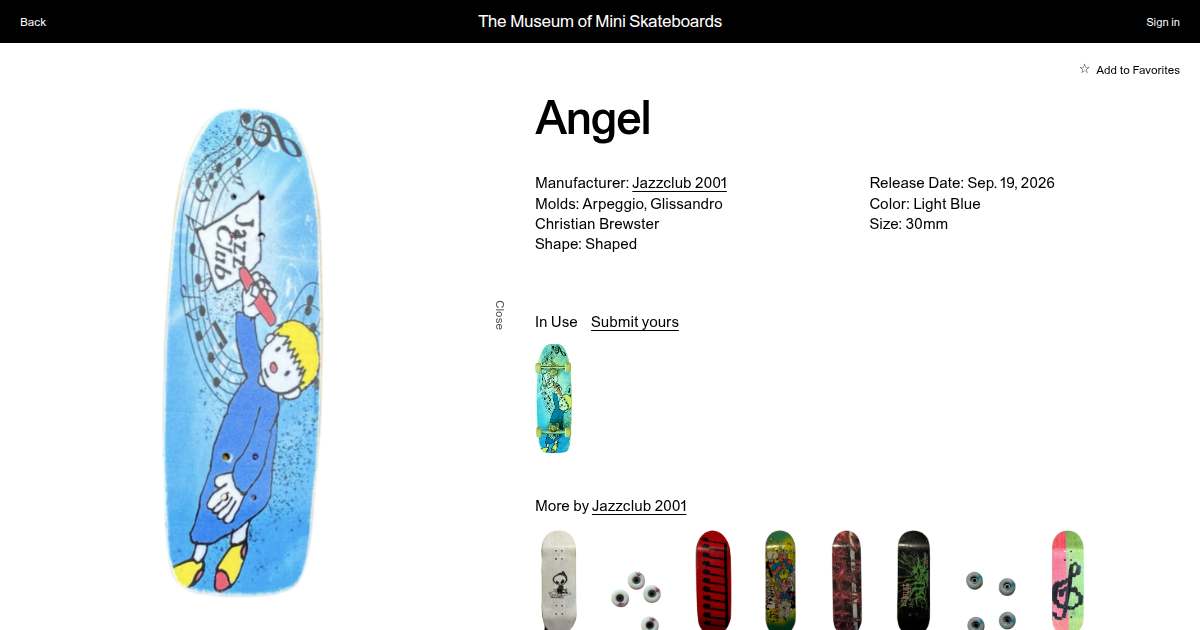 Back
The Museum of Mini Skateboards
Sign in
☆ Add to Favorites
Angel
Manufacturer: Jazzclub 2001
Molds: Arpeggio, Glissandro
Christian Brewster
Shape: Shaped
Release Date: Sep. 19, 2026
Color: Light Blue
Size: 30mm
Jazz
Club
Close
In Use Submit yours
More by Jazzclub 2001